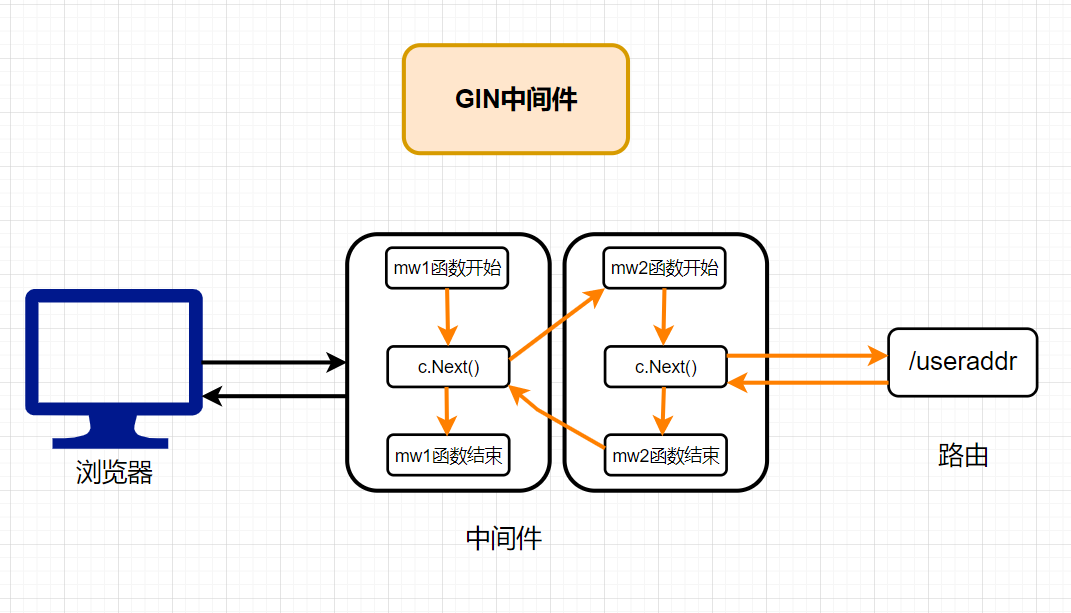 GIN中间件
mw1函数开始
mw2函数开始
c.Next()
c.Next()
/useraddr
mw1函数结束
mw2函数结束
浏览器
路由
中间件